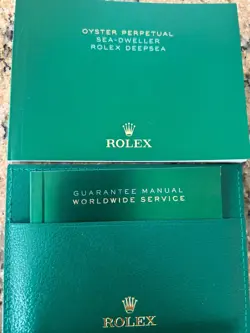 OYSTER PERPETUAL
SEA-DWELLER
ROLEX DEEPSEA
ROLEX
GUARANTEE MANUAL
WORLDWIDE SERVICE
ROLEX